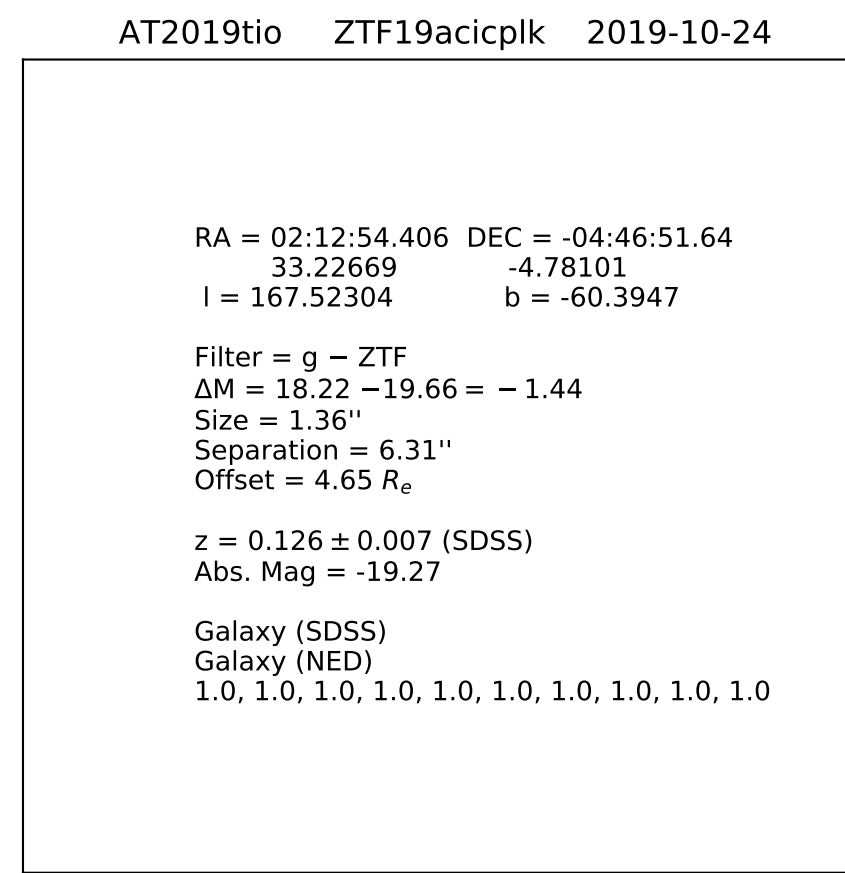 AT2019tio ZTF19acicplk 2019-10-24
RA = 02:12:54.406 DEC = -04:46:51.64
33.22669 -4.78101
l = 167.52304 b = -60.3947
Filter = g − ZTF
ΔM = 18.22 −19.66 = − 1.44
Size = 1.36''
Separation = 6.31''
Offset = 4.65 Re
z = 0.126 ± 0.007 (SDSS)
Abs. Mag = -19.27
Galaxy (SDSS)
Galaxy (NED)
1.0, 1.0, 1.0, 1.0, 1.0, 1.0, 1.0, 1.0, 1.0, 1.0